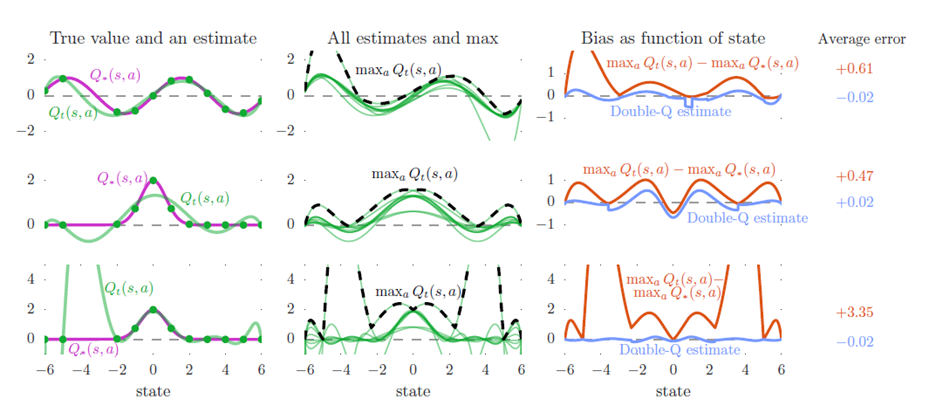 True value and an estimate
All estimates and max
Bias as function of state
Average error
2
0
−2
Q*(s, a)
Qt(s, a)
2
0
−2
maxa Qt(s, a)
1
0
−1
maxa Qt(s, a) − maxa Q*(s, a)
Double-Q estimate
+0.61
−0.02
2
0
Q*(s, a)
Qt(s, a)
2
0
maxa Qt(s, a)
1
0
−1
maxa Qt(s, a) − maxa Q*(s, a)
Double-Q estimate
+0.47
+0.02
4
2
0
Qt(s, a)
Q*(s, a)
−6 −4 −2 0 2 4 6
state
4
2
0
maxa Qt(s, a)
−6 −4 −2 0 2 4 6
state
4
2
0
maxa Qt(s, a)−
maxa Q*(s, a)
Double-Q estimate
−6 −4 −2 0 2 4 6
state
+3.35
−0.02